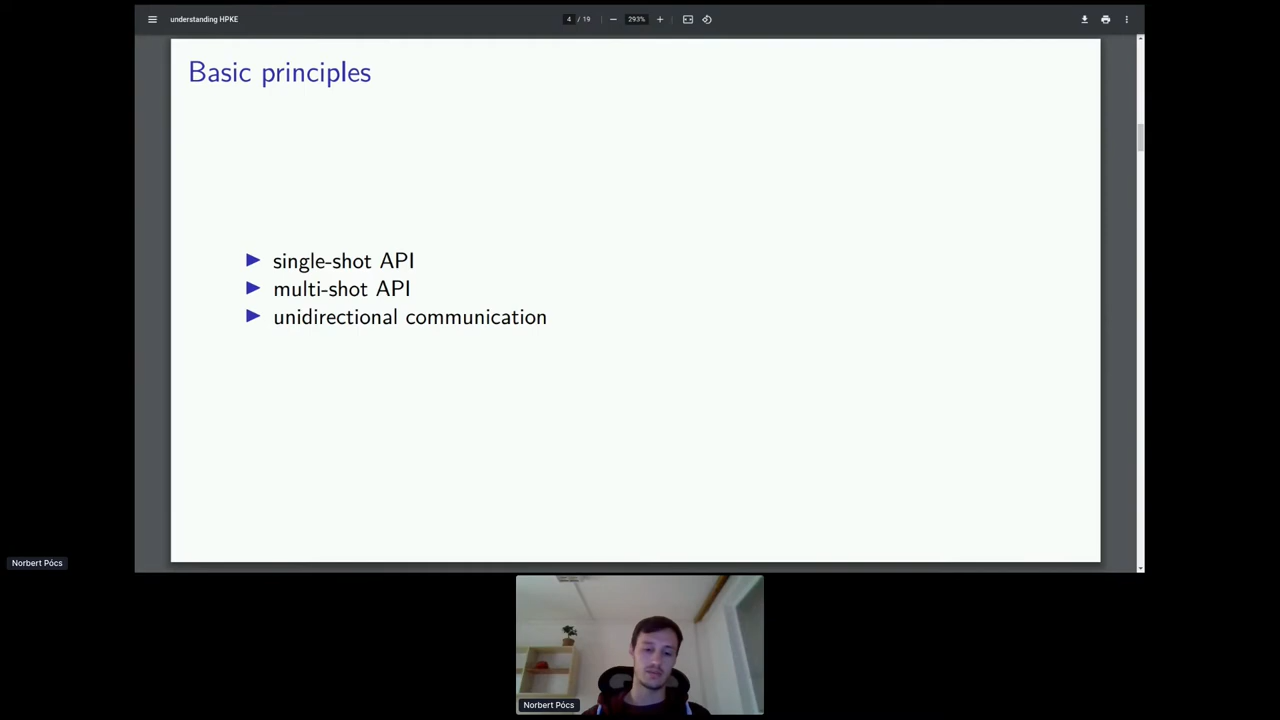 understanding HPKE
4 / 19
293%
Basic principles
single-shot API
multi-shot API
unidirectional communication
Norbert Pócs
Norbert Pócs